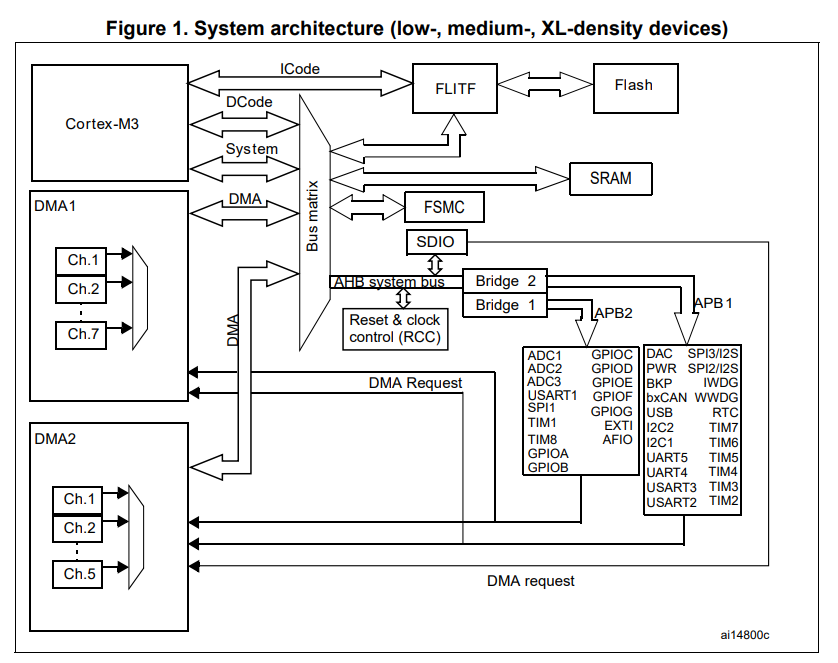 Figure 1. System architecture (low-, medium-, XL-density devices)
ICode
FLITF
Flash
Cortex-M3
DCode
System
SRAM
DMA1
DMA
FSMC
Bus matrix
SDIO
Ch.1
Ch.2
Ch.7
AHB system bus
Bridge 2
Bridge 1
APB2
APB1
Reset & clock
control (RCC)
DMA
DMA Request
ADC1 GPIOC
ADC2 GPIOD
ADC3 GPIOE
USART1 GPIOF
SPI1 GPIOG
TIM1 EXTI
TIM8 AFIO
GPIOA
GPIOB
DAC SPI3/I2S
PWR SPI2/I2S
BKP IWDG
bxCAN WWDG
USB RTC
I2C2 TIM7
I2C1 TIM6
UART5 TIM5
UART4 TIM4
USART3 TIM3
USART2 TIM2
DMA2
Ch.1
Ch.2
Ch.5
DMA request
ai14800c